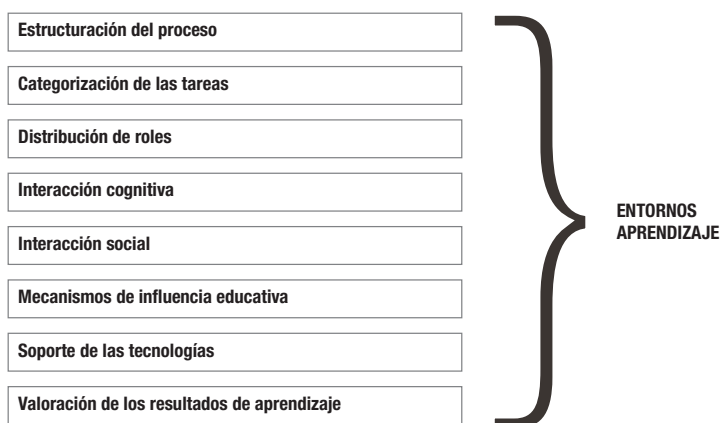 Estructuración del proceso
Categorización de las tareas
Distribución de roles
Interacción cognitiva
Interacción social
Mecanismos de influencia educativa
Soporte de las tecnologías
Valoración de los resultados de aprendizaje
ENTORNOS
APRENDIZAJE